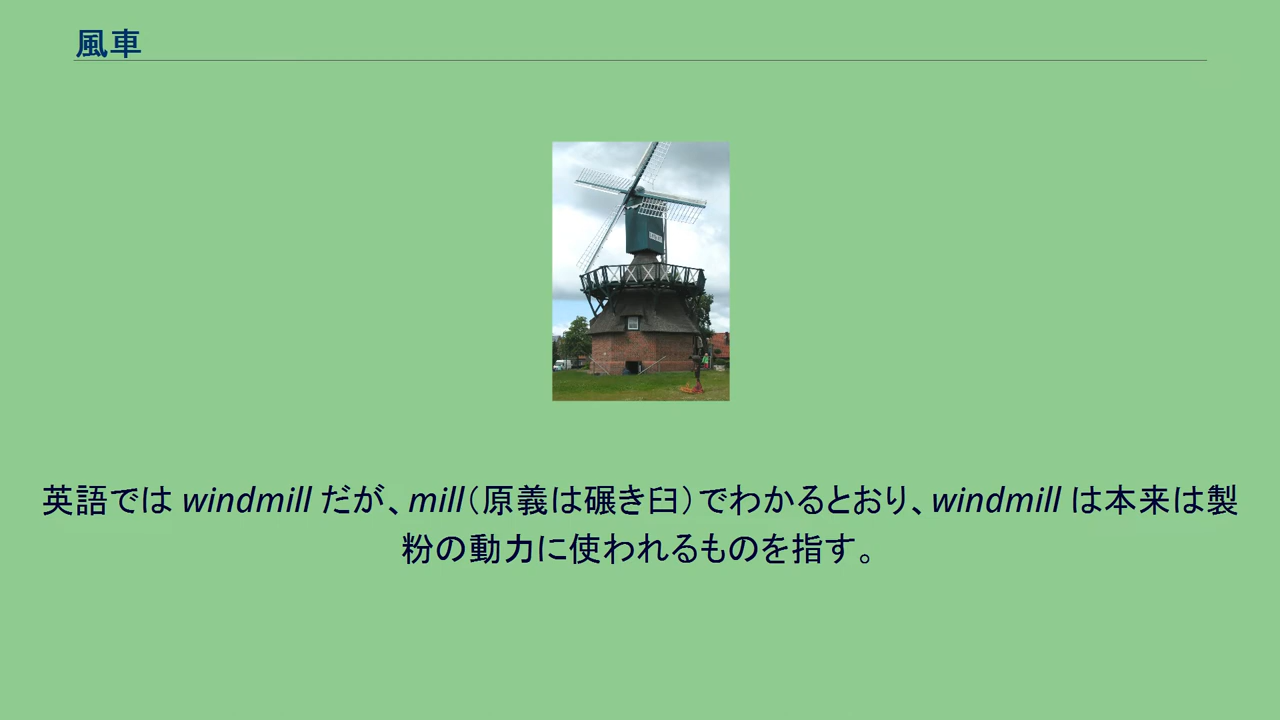 風車
英語では windmill だが、mill（原義は碾き臼）でわかるとおり、windmill は本来は製
粉の動力に使われるものを指す。